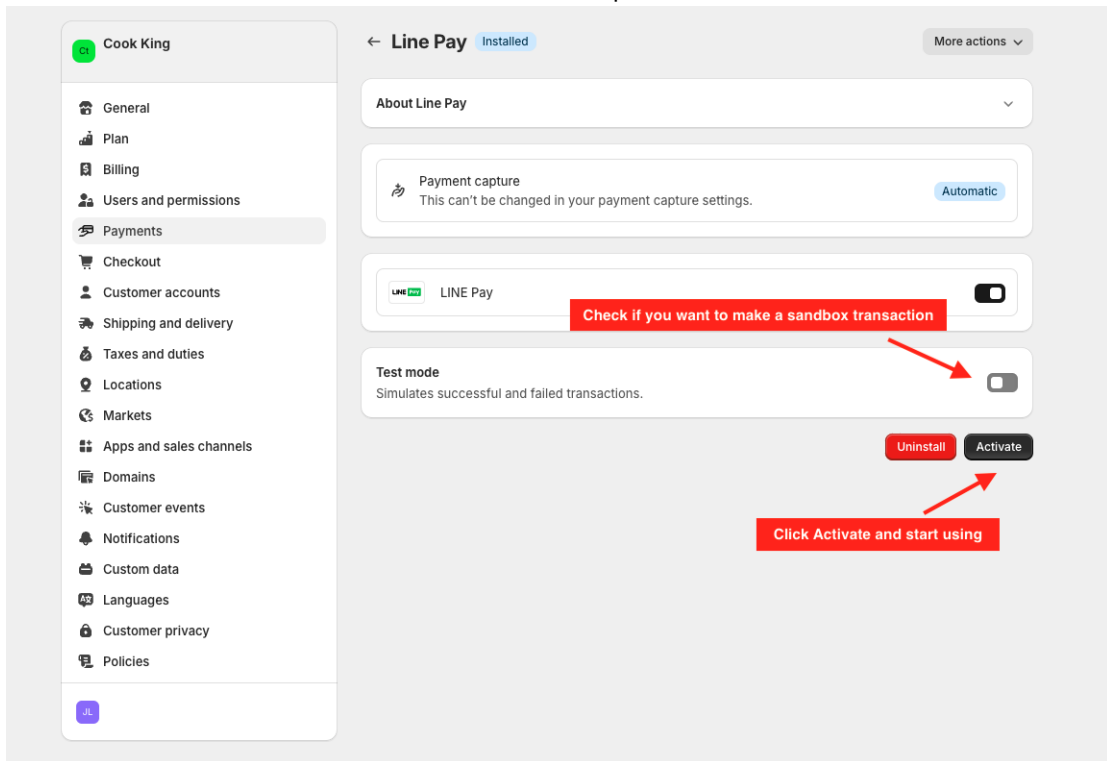 Ct
Cook King
General
Plan
Billing
Users and permissions
Payments
Checkout
Customer accounts
Shipping and delivery
Taxes and duties
Locations
Markets
Apps and sales channels
Domains
Customer events
Notifications
Custom data
Languages
Customer privacy
Policies
JL
Line Pay Installed
More actions
About Line Pay
Payment capture
This can’t be changed in your payment capture settings.
Automatic
LINE Pay LINE Pay
Check if you want to make a sandbox transaction
Test mode
Simulates successful and failed transactions.
Uninstall Activate
Click Activate and start using